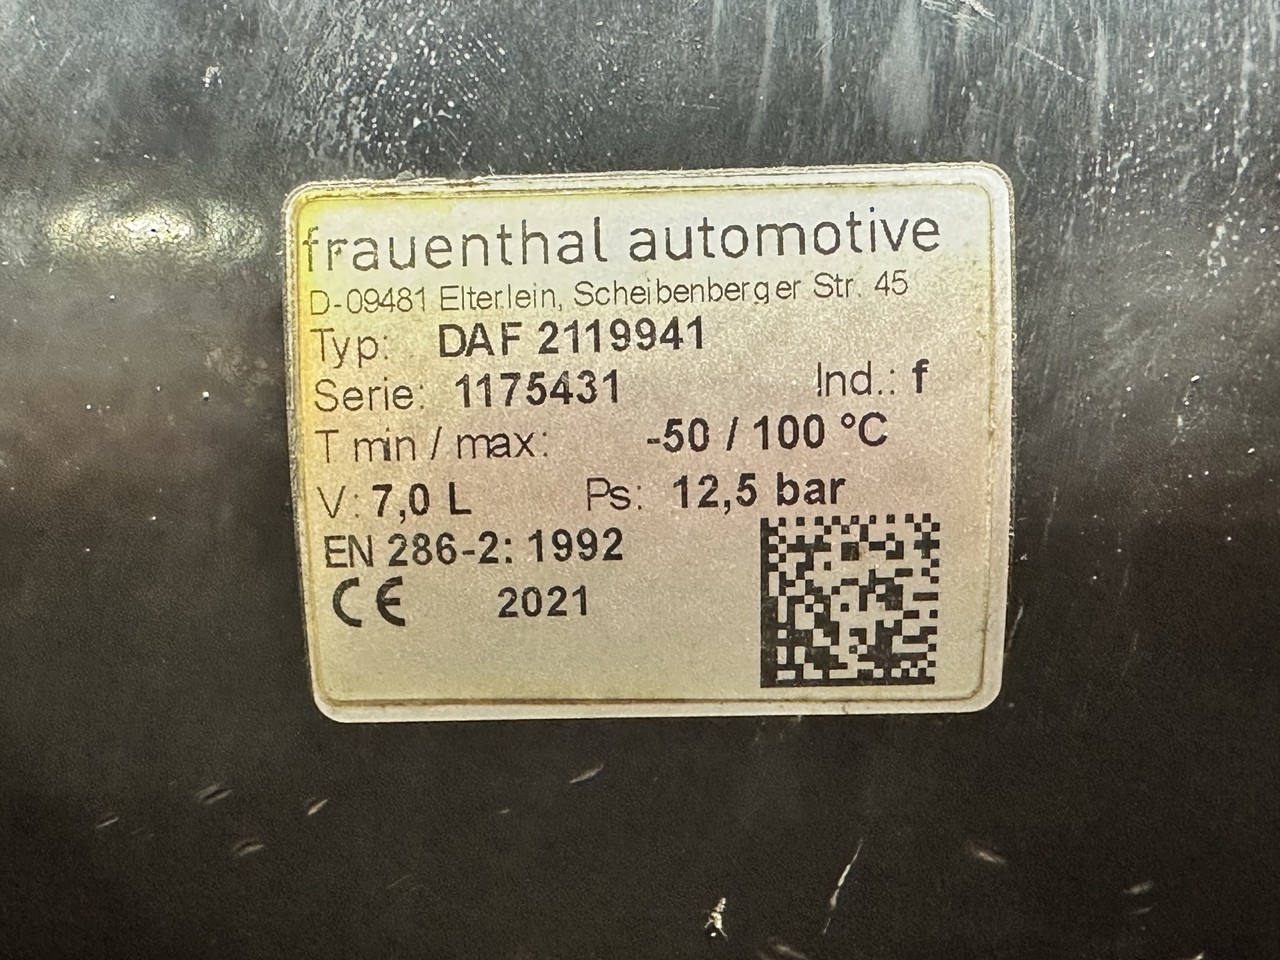 frauenthal automotive
D-09481 Elterlein, Scheibenberger Str. 45
Typ: DAF 2119941
Serie: 1175431 Ind.: f
T min / max: -50 / 100 °C
V: 7,0 L Ps: 12,5 bar
EN 286-2: 1992
CE 2021